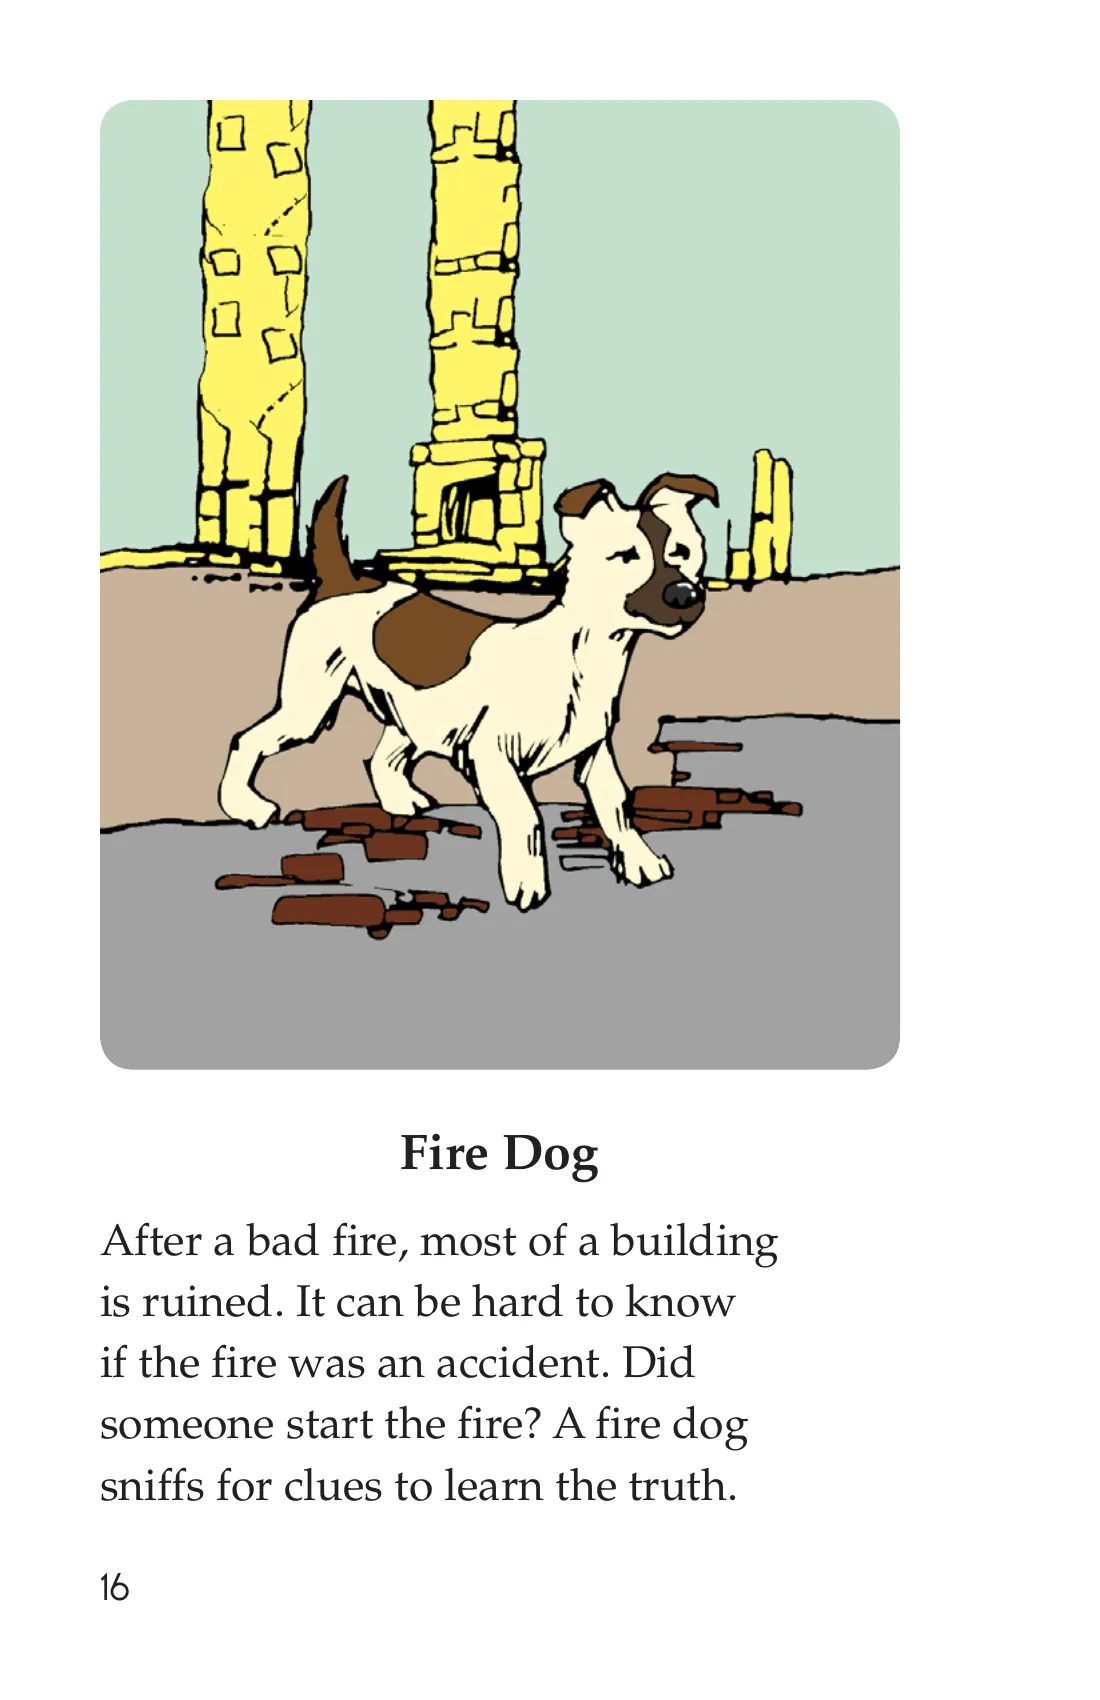 Fire Dog
After a bad fire, most of a building
is ruined. It can be hard to know
if the fire was an accident. Did
someone start the fire? A fire dog
sniffs for clues to learn the truth.
16